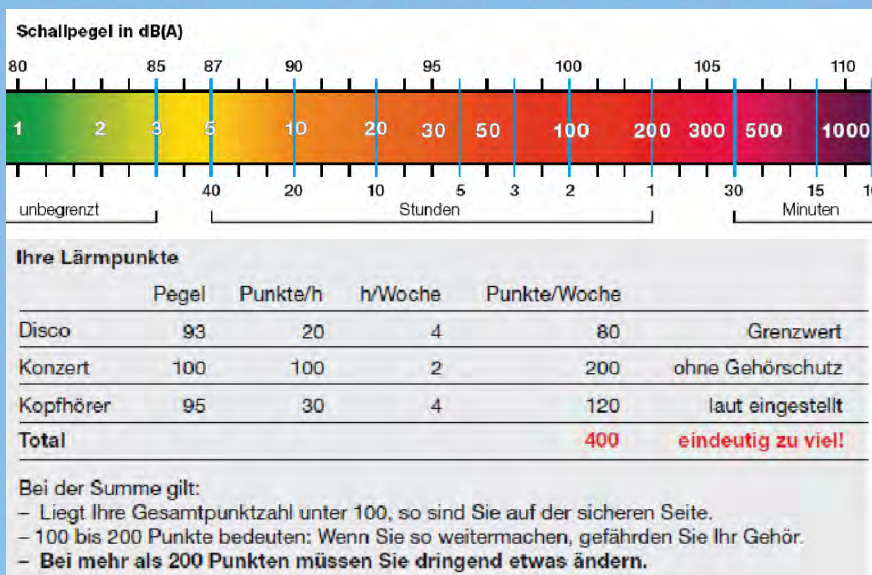 Schallpegel in dB(A)
80 85 87 90 95 100 105 110
1 2 3 5 10 20 30 50 100 200 300 500 1000
40 20 10 5 3 2 1 30 15
unbegrenzt Stunden Minuten
Ihre Lärmpunkte
Pegel Punkte/h h/Woche Punkte/Woche
Disco 93 20 4 80 Grenzwert
Konzert 100 100 2 200 ohne Gehörschutz
Kopfhörer 95 30 4 120 laut eingestellt
Total 400 eindeutig zu viel!
Bei der Summe gilt:
– Liegt Ihre Gesamtpunktzahl unter 100, so sind Sie auf der sicheren Seite.
– 100 bis 200 Punkte bedeuten: Wenn Sie so weitermachen, gefährden Sie Ihr Gehör.
– Bei mehr als 200 Punkten müssen Sie dringend etwas ändern.